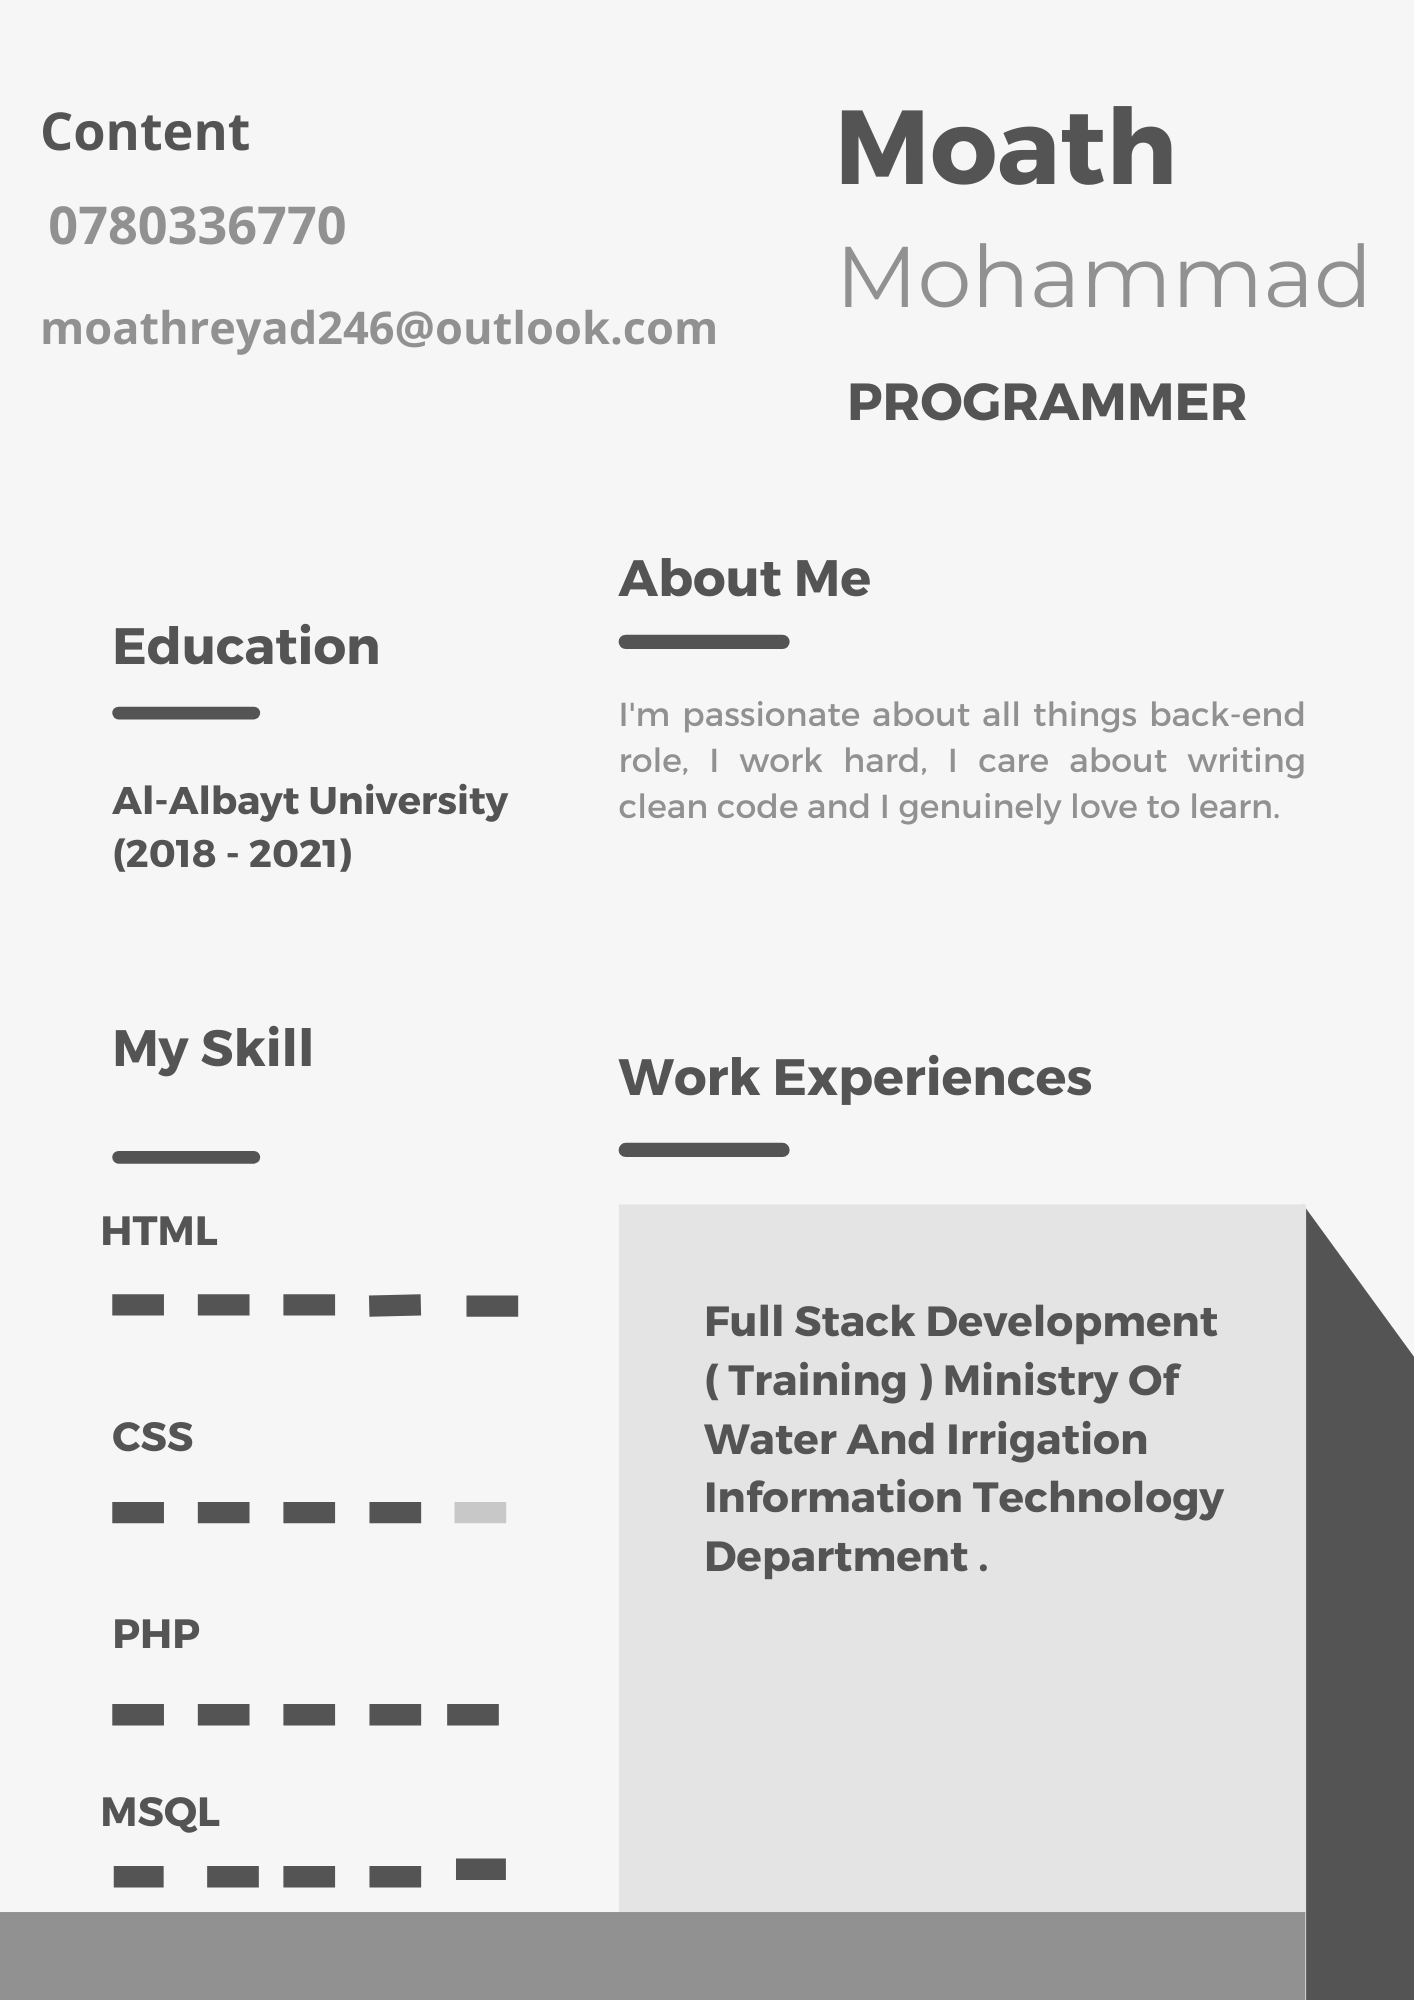 Content
0780336770
moathreyad246@outlook.com
Moath
Mohammad
PROGRAMMER
Education
Al-Albayt University
(2018 - 2021)
My Skill
HTML
CSS
PHP
MSQL
About Me
I'm passionate about all things back-end
role, I work hard, I care about writing
clean code and I genuinely love to learn.
Work Experiences
Full Stack Development
( Training ) Ministry Of
Water And Irrigation
Information Technology
Department .